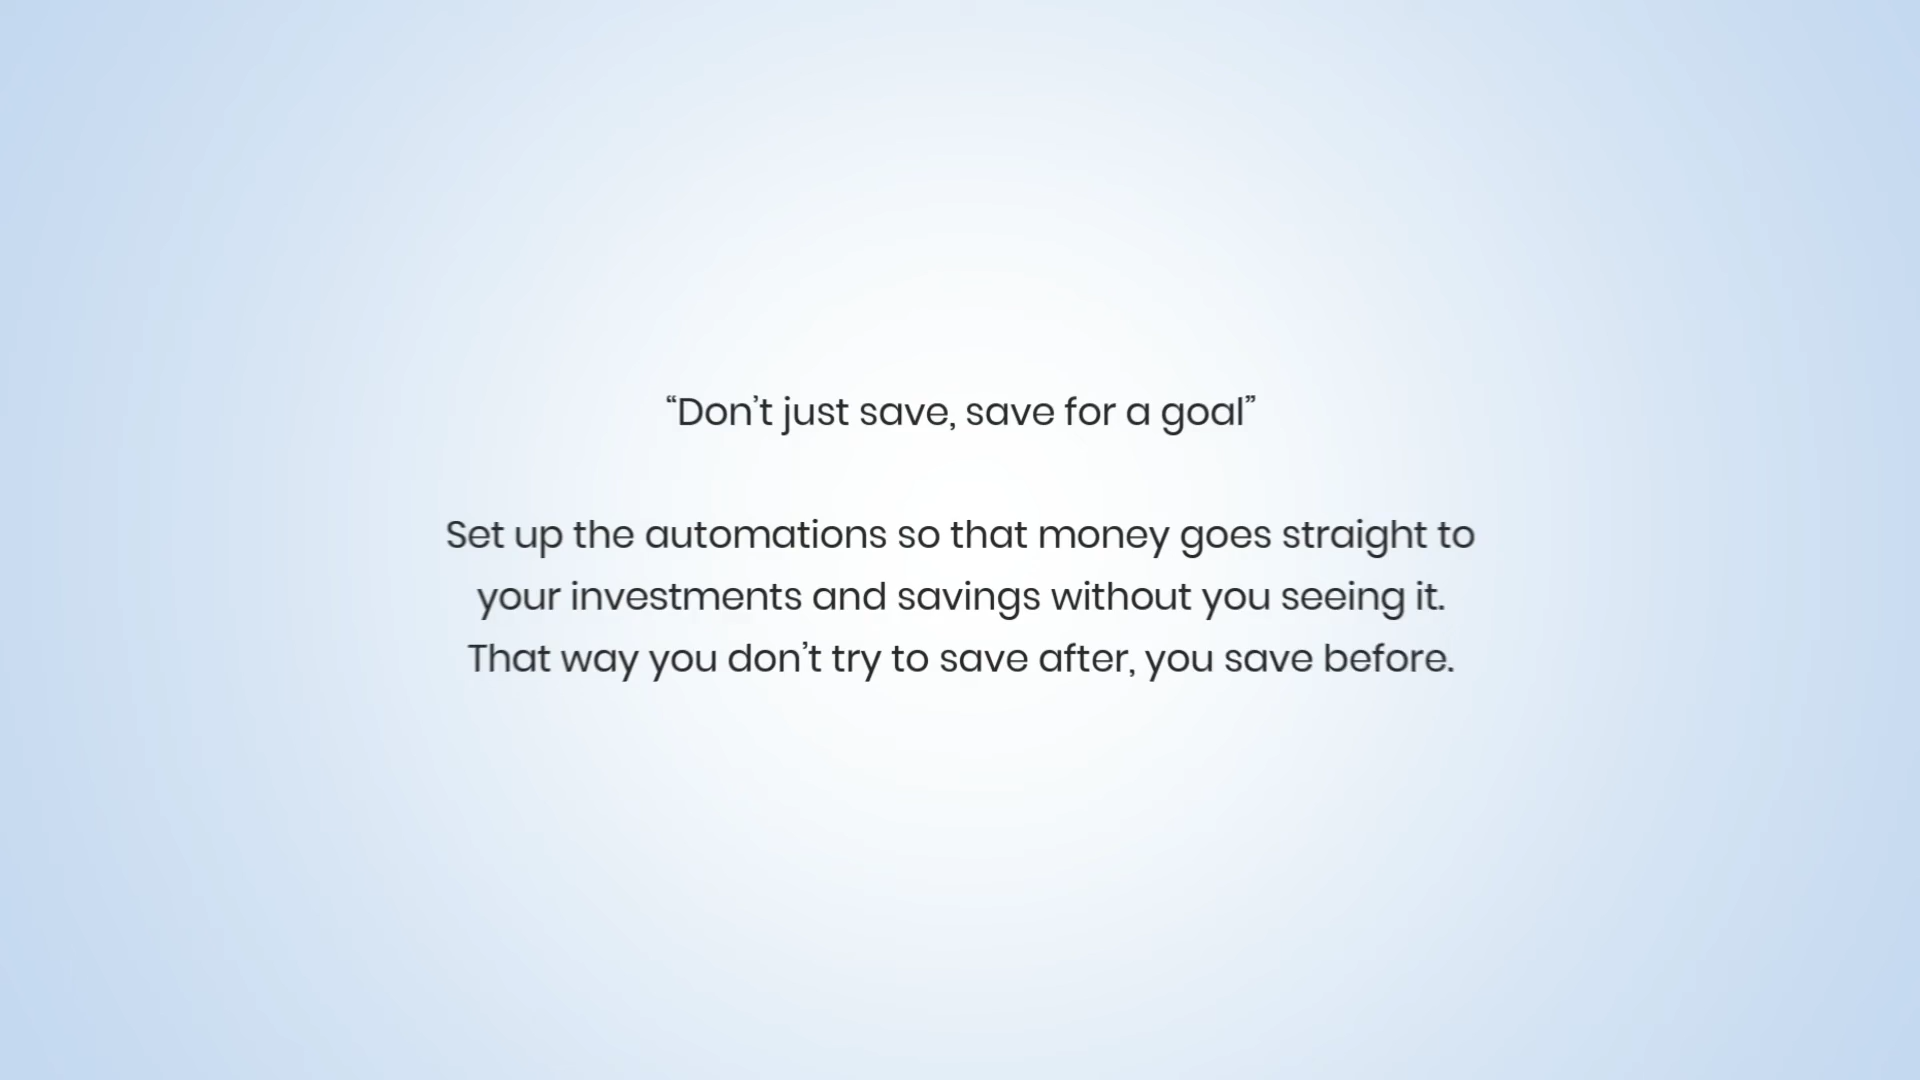 “Don’t just save, save for a goal”
Set up the automations so that money goes straight to
your investments and savings without you seeing it.
That way you don’t try to save after, you save before.